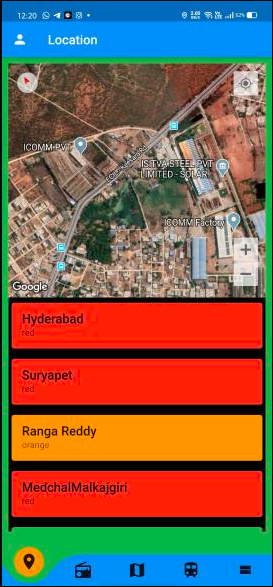 12:20
Location
ICOMM PVT
ISITVA STEEL PVT
LIMITED - SOLAR
ICOMM Factory
Google
Hyderabad
red
Suryapet
red
Ranga Reddy
orange
MedchalMalkajgiri
red